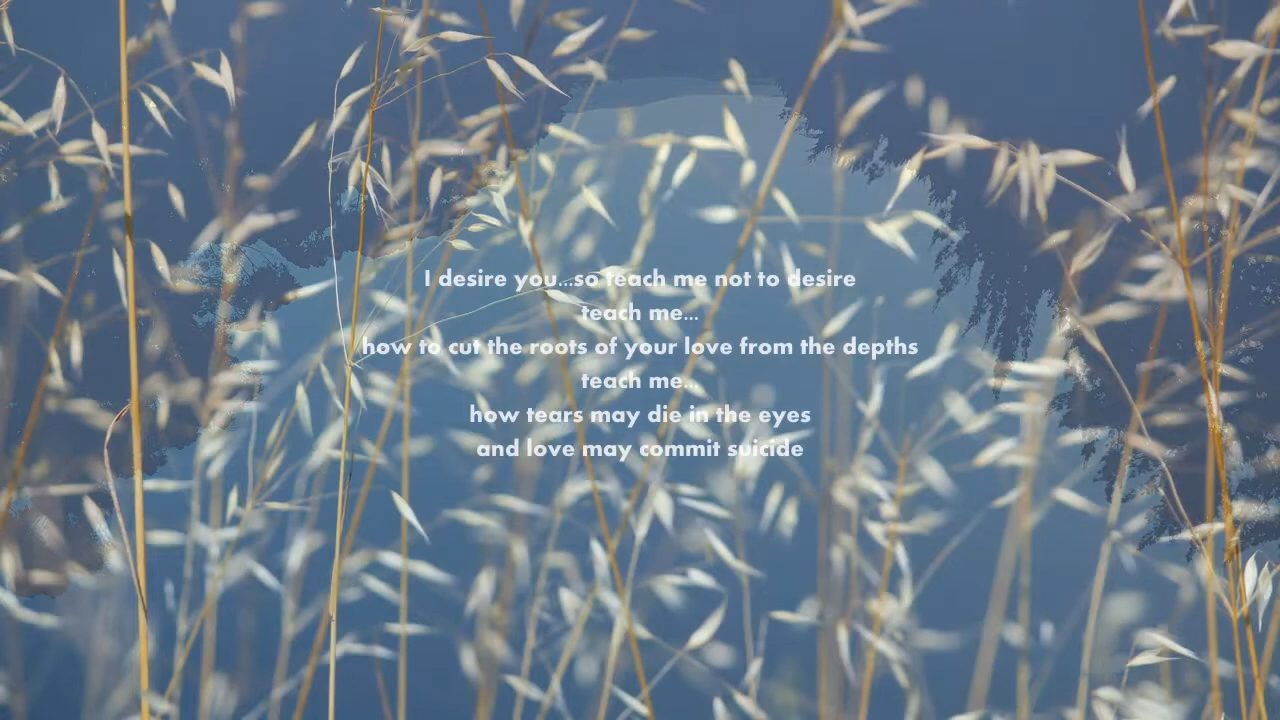 I desire you...so teach me not to desire
teach me...
how to cut the roots of your love from the depths
teach me...
how tears may die in the eyes
and love may commit suicide